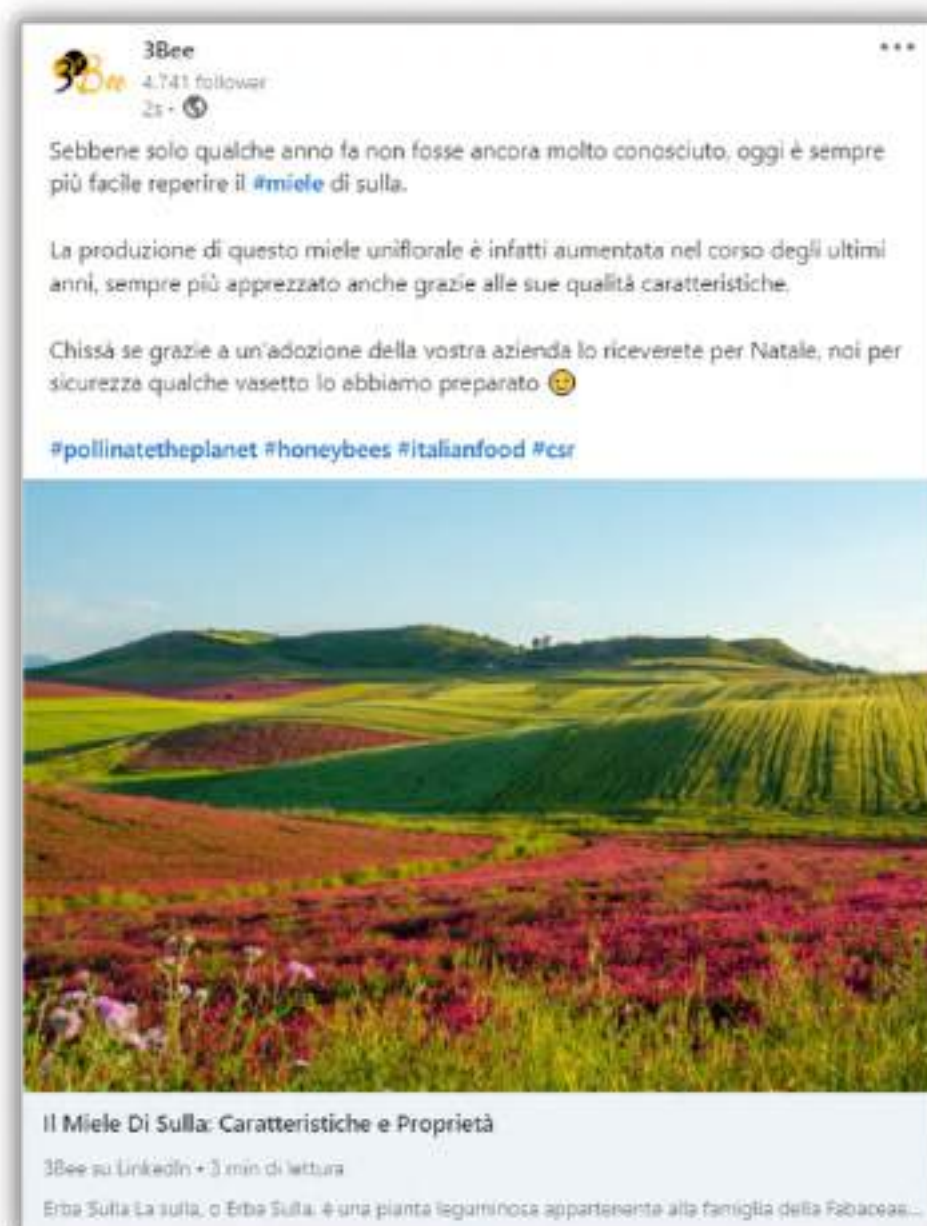 3Bee
3Bee
4.741 follower
2s •
Sebbene solo qualche anno fa non fosse ancora molto conosciuto, oggi è sempre
più facile reperire il #miele di sulla.
La produzione di questo miele uniflorale è infatti aumentata nel corso degli ultimi
anni, sempre più apprezzato anche grazie alle sue qualità caratteristiche.
Chissà se grazie a un'adozione della vostra azienda lo riceverete per Natale, noi per
sicurezza qualche vasetto lo abbiamo preparato 😉
#pollinatetheplanet #honeybees #italianfood #csr
Il Miele Di Sulla: Caratteristiche e Proprietà
3Bee su LinkedIn • 3 min di lettura
Erba Sulla La sulla, o Erba Sulla, è una pianta leguminosa appartenente alla famiglia della Fabaceae...